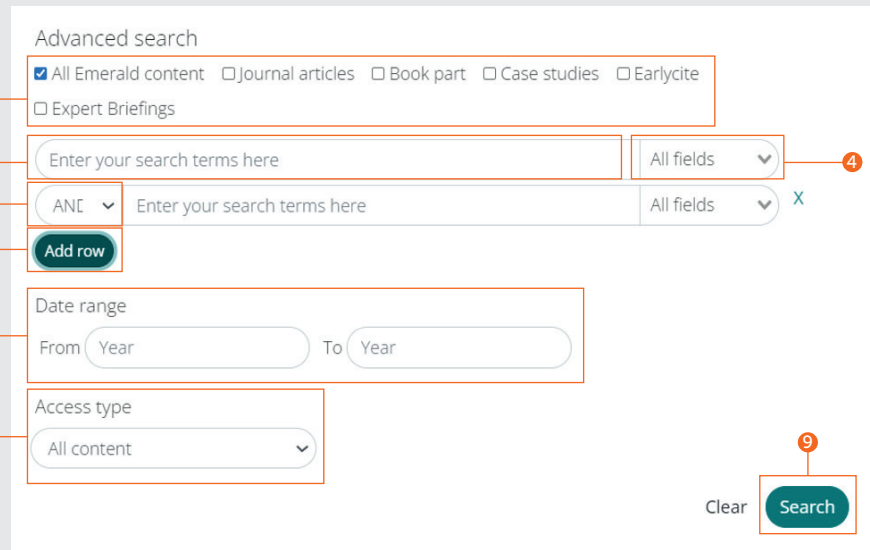 Advanced search
All Emerald content Journal articles Book part Case studies Earlycite
Expert Briefings
Enter your search terms here All fields 4
AND Enter your search terms here All fields X
Add row
Date range
From Year To Year
Access type
All content
9
Clear Search